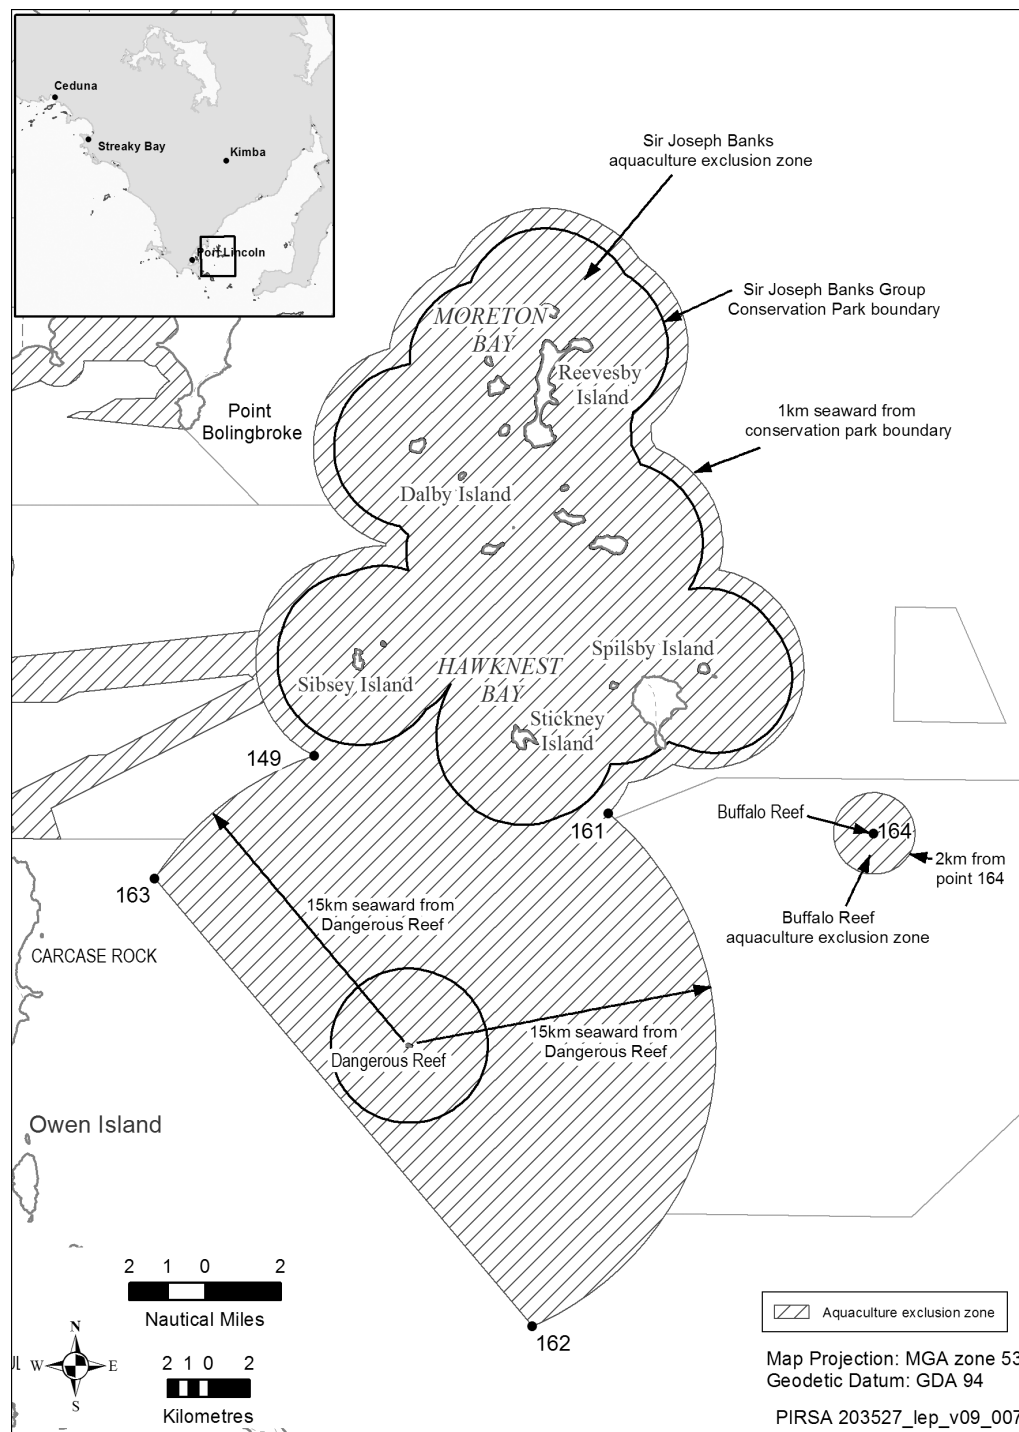 Ceduna
Streaky Bay
Kimba
Port Lincoln
Sir Joseph Banks
aquaculture exclusion zone
Sir Joseph Banks Group
Conservation Park boundary
MORETON
BAY
Reevesby
Island
1km seaward from
conservation park boundary
Point
Bolingbroke
Dalby Island
Spilsby Island
HAWKNEST
BAY
Sibsey Island
Stickney
Island
149
161
Buffalo Reef
164
2km from
point 164
163
15km seaward from
Dangerous Reef
Buffalo Reef
aquaculture exclusion zone
CARCASE ROCK
15km seaward from
Dangerous Reef
Dangerous Reef
Owen Island
2 1 0 2
Nautical Miles
162
Aquaculture exclusion zone
N
W E
S
2 1 0 2
Kilometres
Map Projection: MGA zone 53
Geodetic Datum: GDA 94
PIRSA 203527_lep_v09_007